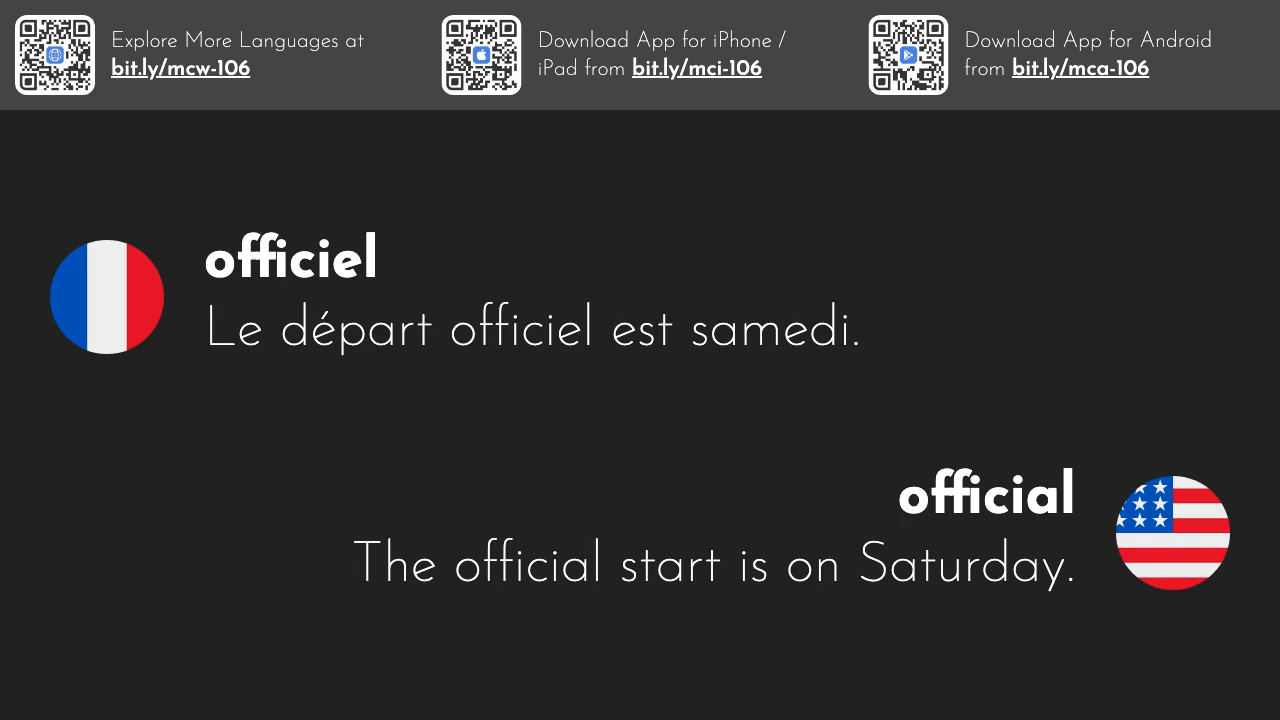 Explore More Languages at
bit.ly/mcw-106
Download App for iPhone /
iPad from bit.ly/mci-106
Download App for Android
from bit.ly/mca-106
officiel
Le départ officiel est samedi.
official
The official start is on Saturday.